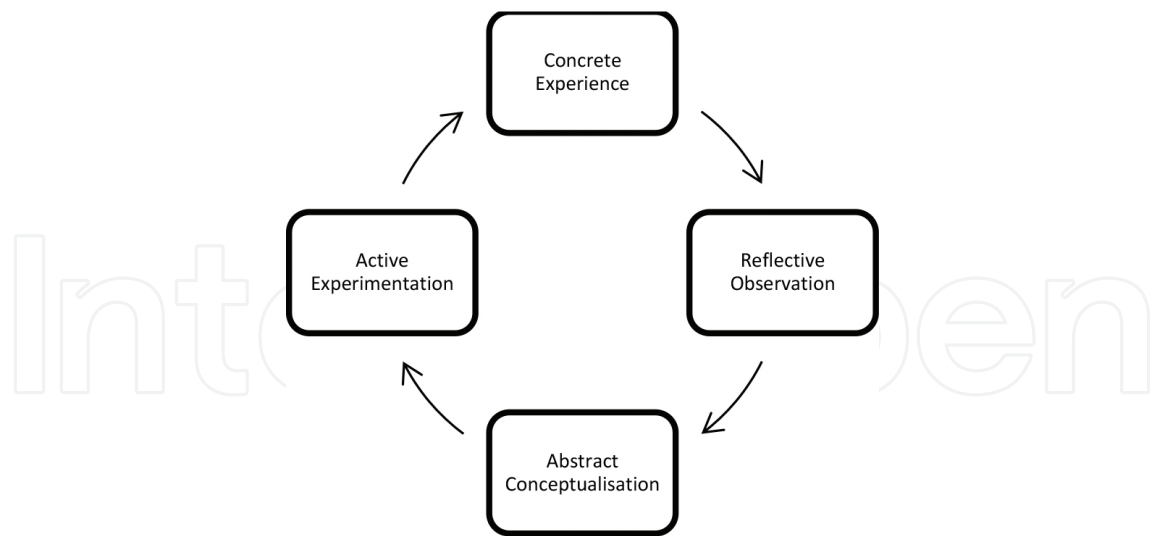 Concrete
Experience
Reflective
Observation
Abstract
Conceptualisation
Active
Experimentation